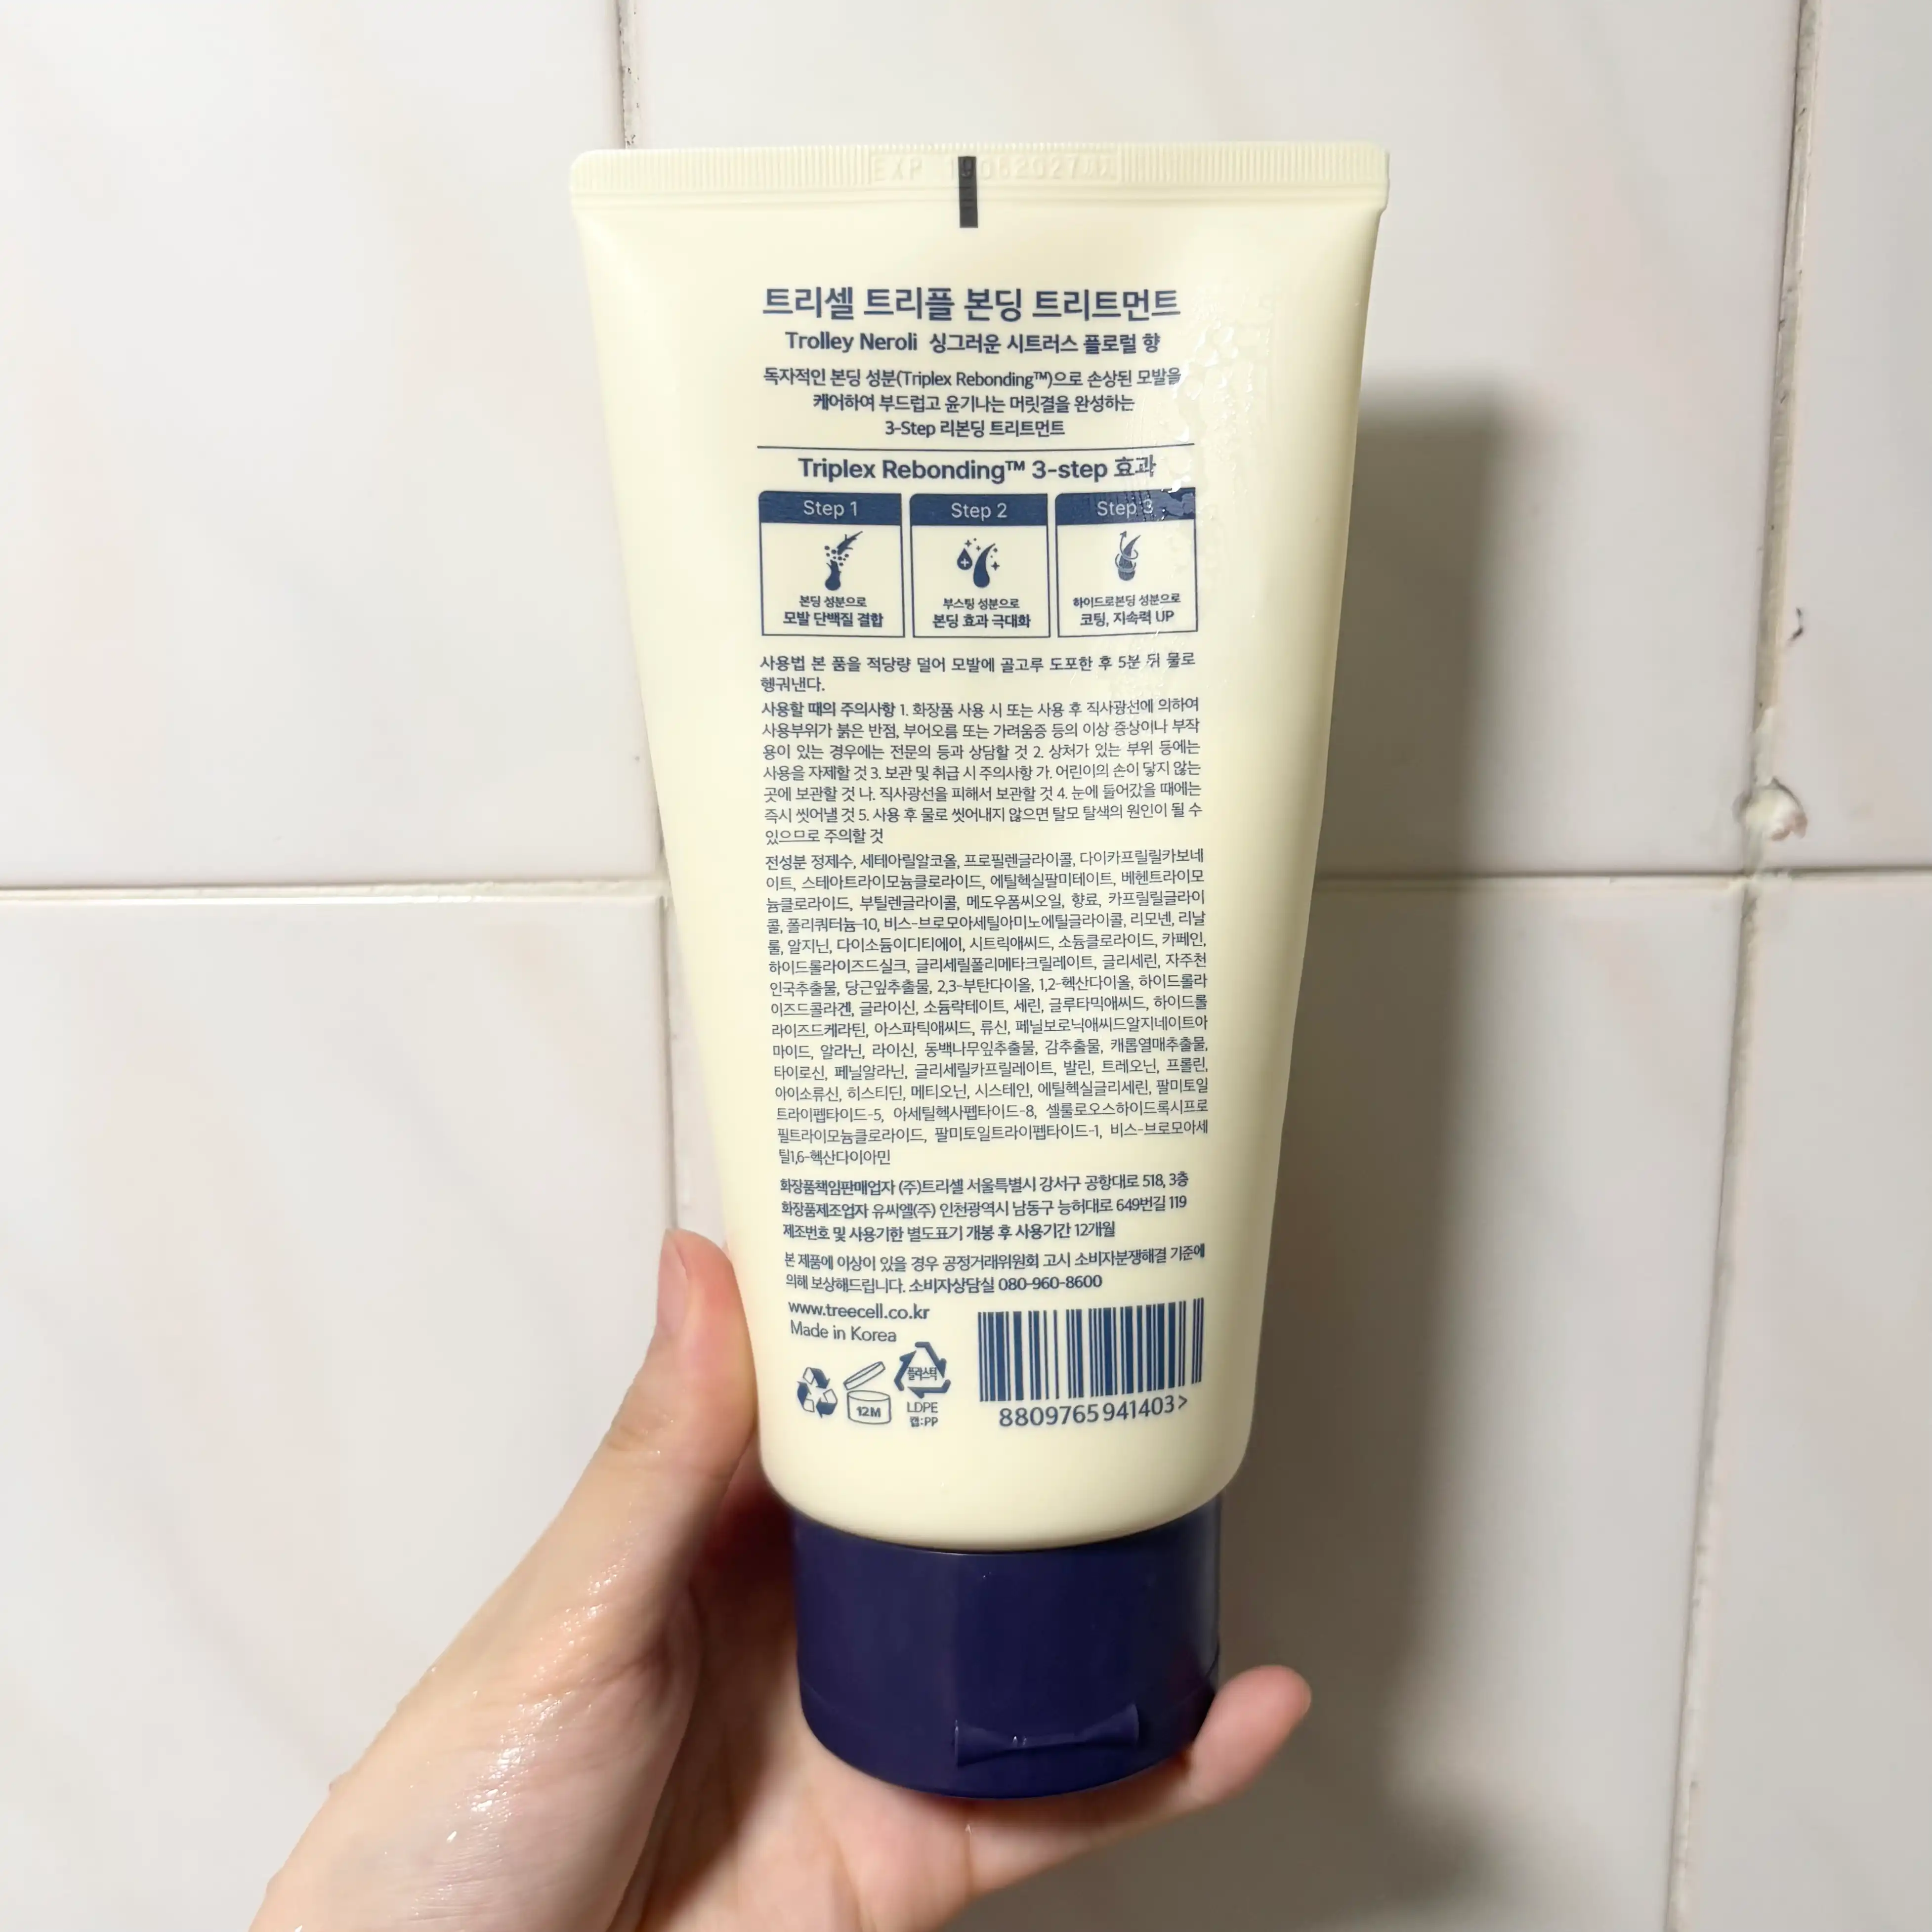 EXP
트리셀 트리플 본딩 트리트먼트
Trolley Neroli 싱그러운 시트러스 플로럴 향
독자적인 본딩 성분(Triplex Rebonding™)으로 손상된 모발을
케어하여 부드럽고 윤기나는 머릿결을 완성하는
3-Step 리본딩 트리트먼트
Triplex Rebonding™ 3-step 효과
Step 1
Step 2
Step 3
본딩 성분으로
모발 단백질 결합
부스팅 성분으로
본딩 효과 극대화
하이드로본딩 성분으로
코팅, 지속력 UP
사용법 본 품을 적당량 덜어 모발에 골고루 도포한 후 5분 뒤 물로
헹궈낸다.
사용할 때의 주의사항 1. 화장품 사용 시 또는 사용 후 직사광선에 의하여
사용부위가 붉은 반점, 부어오름 또는 가려움증 등의 이상 증상이나 부작
용이 있는 경우에는 전문의 등과 상담할 것 2. 상처가 있는 부위 등에는
사용을 자제할 것 3. 보관 및 취급 시 주의사항 가. 어린이의 손이 닿지 않는
곳에 보관할 것 나. 직사광선을 피해서 보관할 것 4. 눈에 들어갔을 때에는
즉시 씻어낼 것 5. 사용 후 물로 씻어내지 않으면 탈모 탈색의 원인이 될 수
있으므로 주의할 것
전성분 정제수, 세테아릴알코올, 프로필렌글라이콜, 다이카프릴릴카보네
이트, 스테아트라이모늄클로라이드, 에틸헥실팔미테이트, 베헨트라이모
늄클로라이드, 부틸렌글라이콜, 메도우폼씨오일, 향료, 카프릴릴글라이
콜, 폴리쿼터늄-10, 비스-브로모아세틸아미노에틸글라이콜, 리모넨, 리날
룰, 알지닌, 다이소듐이디티에이, 시트릭애씨드, 소듐클로라이드, 카페인,
하이드롤라이즈드실크, 글리세릴폴리메타크릴레이트, 글리세린, 자주천
인국추출물, 당근잎추출물, 2,3-부탄다이올, 1,2-헥산다이올, 하이드롤라
이즈드콜라겐, 글라이신, 소듐락테이트, 세린, 글루타믹애씨드, 하이드롤
라이즈드케라틴, 아스파틱애씨드, 류신, 페닐보로닉애씨드알지네이트아
마이드, 알라닌, 라이신, 동백나무잎추출물, 감추출물, 캐롭열매추출물,
타이로신, 페닐알라닌, 글리세릴카프릴레이트, 발린, 트레오닌, 프롤린,
아이소류신, 히스티딘, 메티오닌, 시스테인, 에틸헥실글리세린, 팔미토일
트라이펩타이드-5, 아세틸헥사펩타이드-8, 셀룰로오스하이드록시프로
필트라이모늄클로라이드, 팔미토일트라이펩타이드-1, 비스-브로모아세
틸1,6-헥산다이아민
화장품책임판매업자 (주)트리셀 서울특별시 강서구 공항대로 518, 3층
화장품제조업자 유씨엘(주) 인천광역시 남동구 능허대로 649번길 119
제조번호 및 사용기한 별도표기 개봉 후 사용기간 12개월
본 제품에 이상이 있을 경우 공정거래위원회 고시 소비자분쟁해결 기준에
의해 보상해드립니다. 소비자상담실 080-960-8600
www.treecell.co.kr
Made in Korea
12M
플라스틱
LDPE
캡:PP
8809765941403>